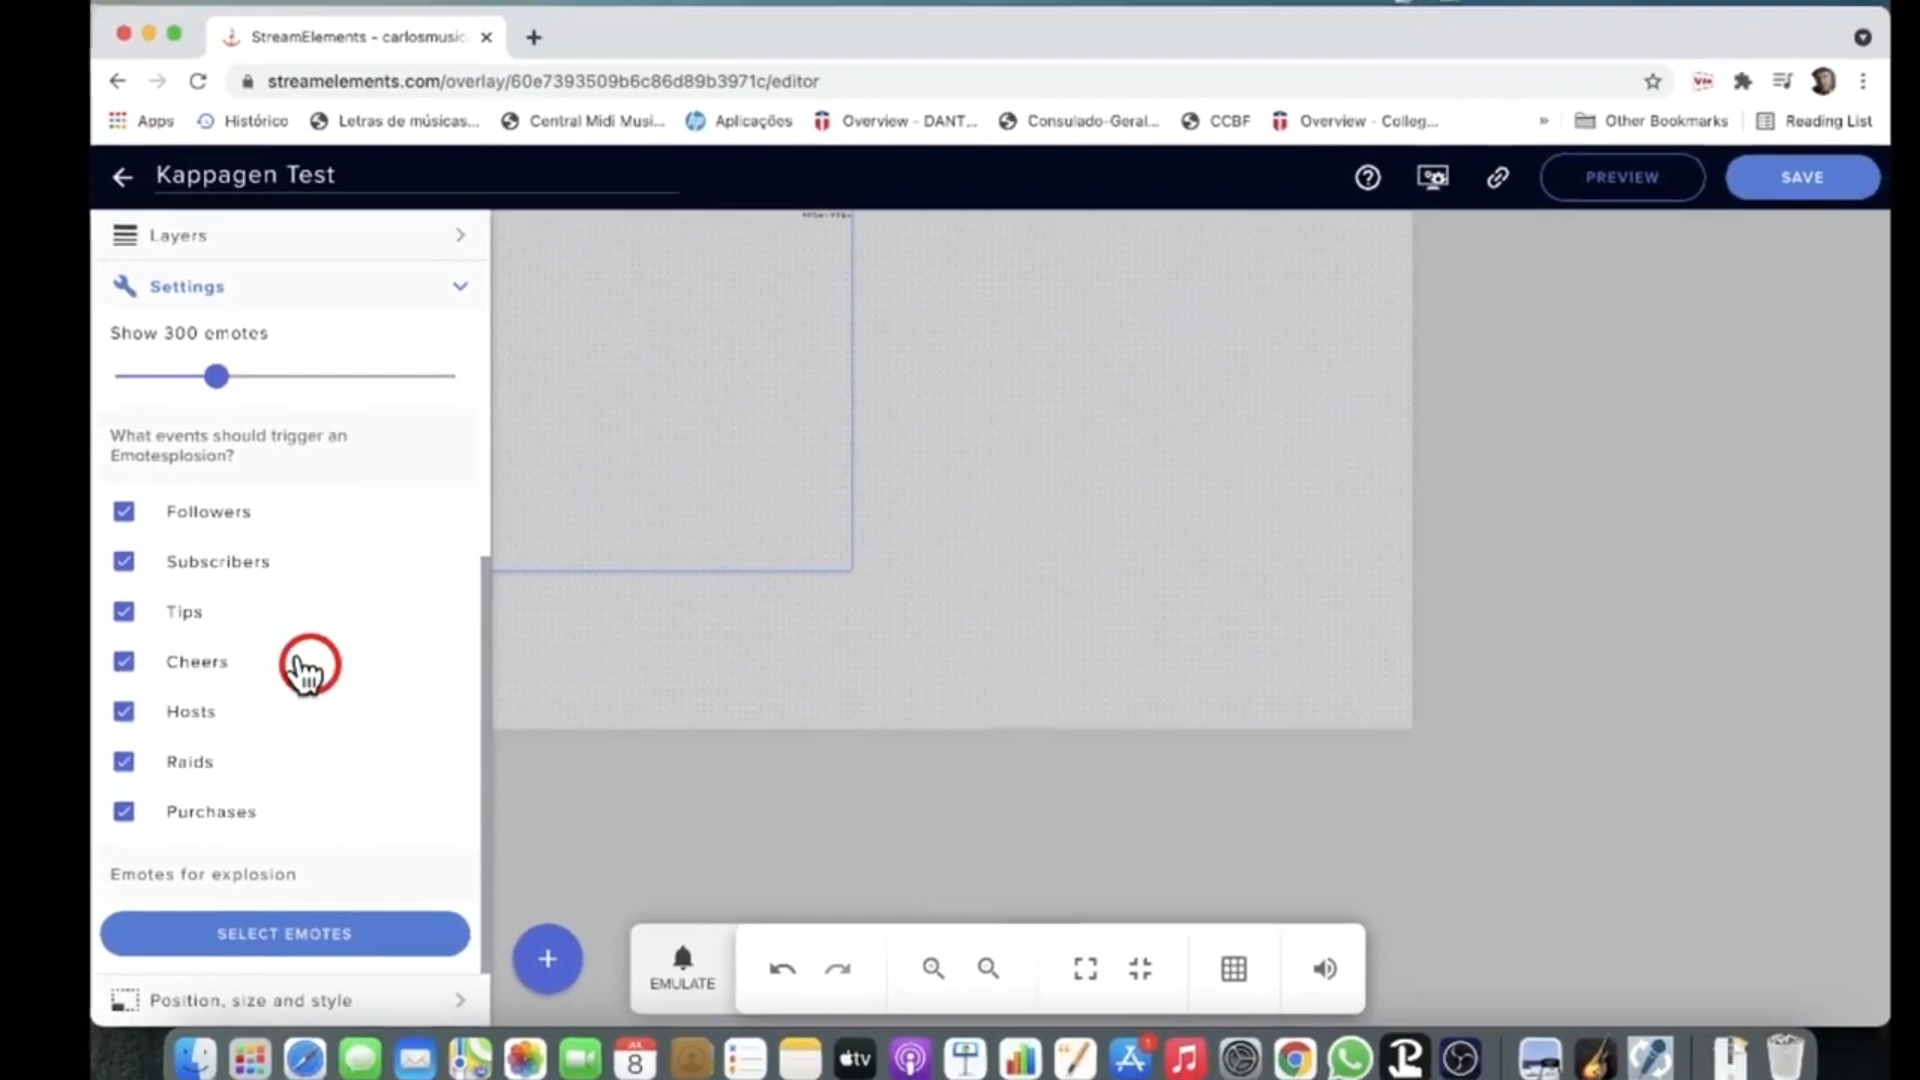 StreamElements - carlosmusic
streamelements.com/overlay/60e7393509b6c86d89b3971c/editor
Apps
Histórico
Letras de músicas...
Central Midi Musi...
Aplicações
Overview - DANT...
Consulado-Geral...
CCBF
Overview - Colleg...
»
Other Bookmarks
Reading List
Kappagen Test
PREVIEW
SAVE
Layers
Settings
Show 300 emotes
What events should trigger an
Emotesplosion?
Followers
Subscribers
Tips
Cheers
Hosts
Raids
Purchases
Emotes for explosion
SELECT EMOTES
EMULATE
Position, size and style
JUL
8
tv
1